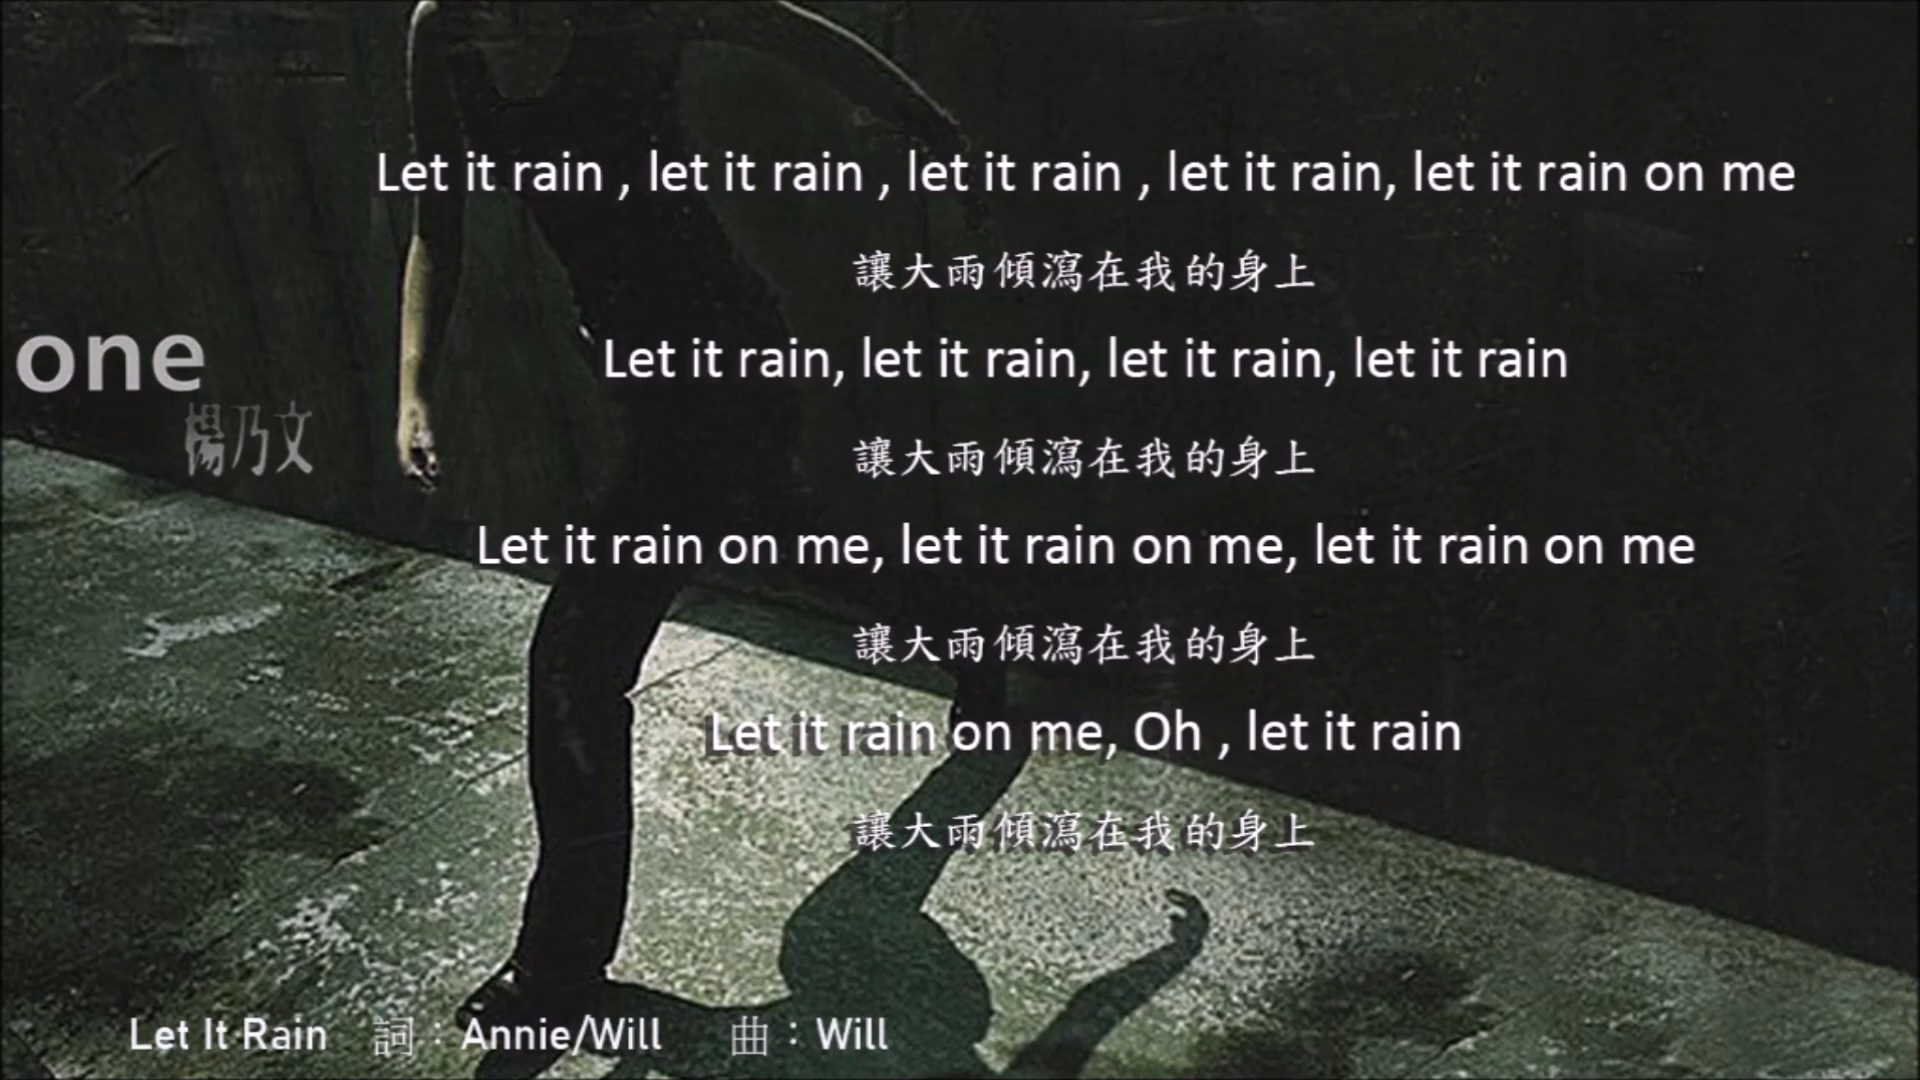 Let it rain , let it rain , let it rain , let it rain, let it rain on me
讓大雨傾瀉在我的身上
Let it rain, let it rain, let it rain, let it rain
讓大雨傾瀉在我的身上
one
楊乃文
Let it rain on me, let it rain on me, let it rain on me
讓大雨傾瀉在我的身上
Let it rain on me, Oh , let it rain
讓大雨傾瀉在我的身上
Let It Rain 詞：Annie/Will 曲：Will